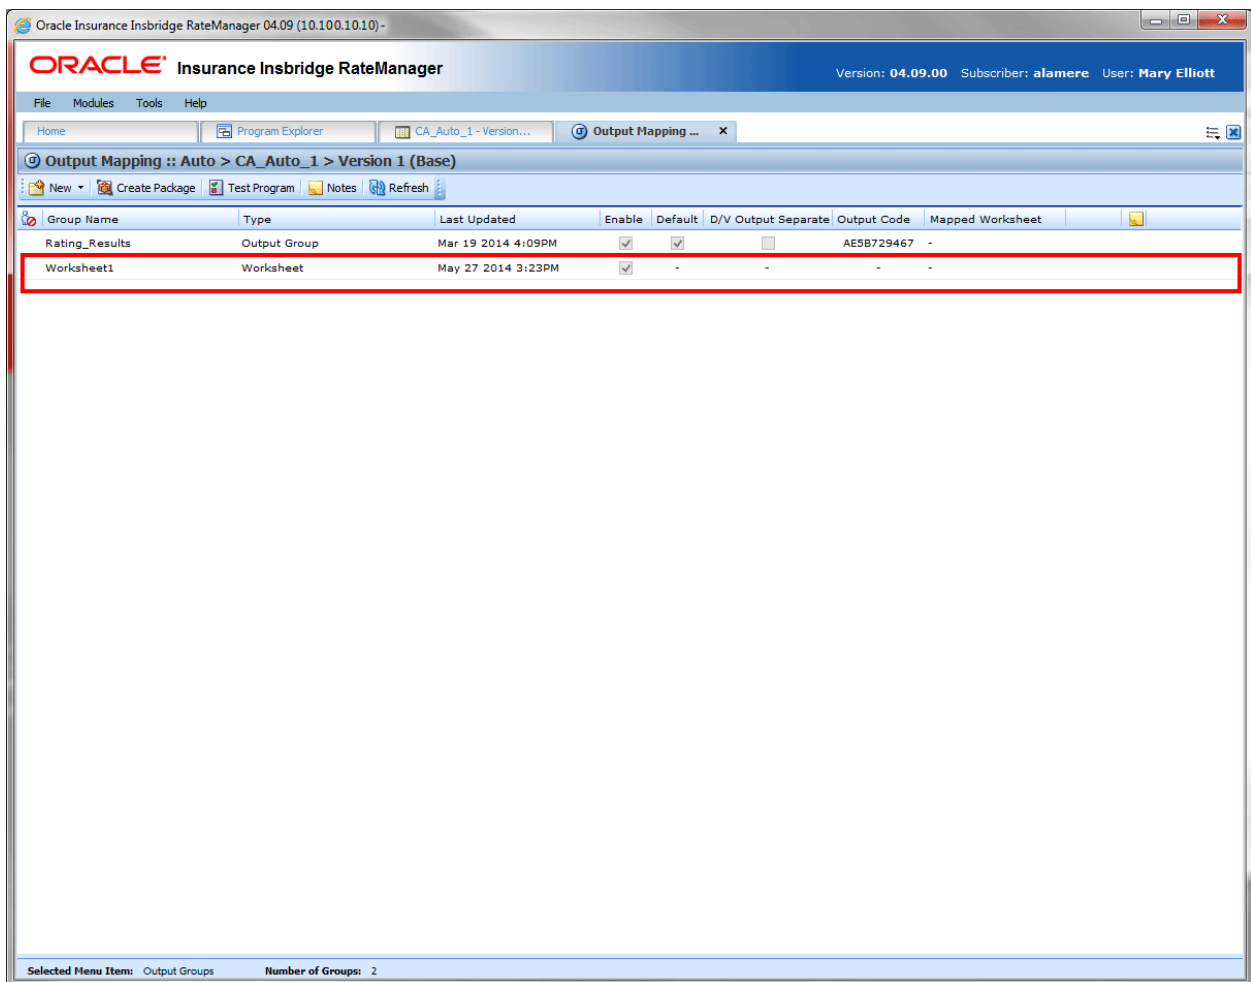 Oracle Insurance Insbridge RateManager 04.09 (10.100.10.10) -
ORACLE Insurance Insbridge RateManager
Version: 04.09.00 Subscriber: alamere User: Mary Elliott
File Modules Tools Help
Home Program Explorer CA_Auto_1 - Version... Output Mapping ... x
Output Mapping :: Auto > CA_Auto_1 > Version 1 (Base)
New Create Package Test Program Notes Refresh
Group Name Type Last Updated Enable Default D/V Output Separate Output Code Mapped Worksheet
Rating_Results Output Group Mar 19 2014 4:09PM AE5B729467 -
Worksheet1 Worksheet May 27 2014 3:23PM - - - -
Selected Menu Item: Output Groups Number of Groups: 2